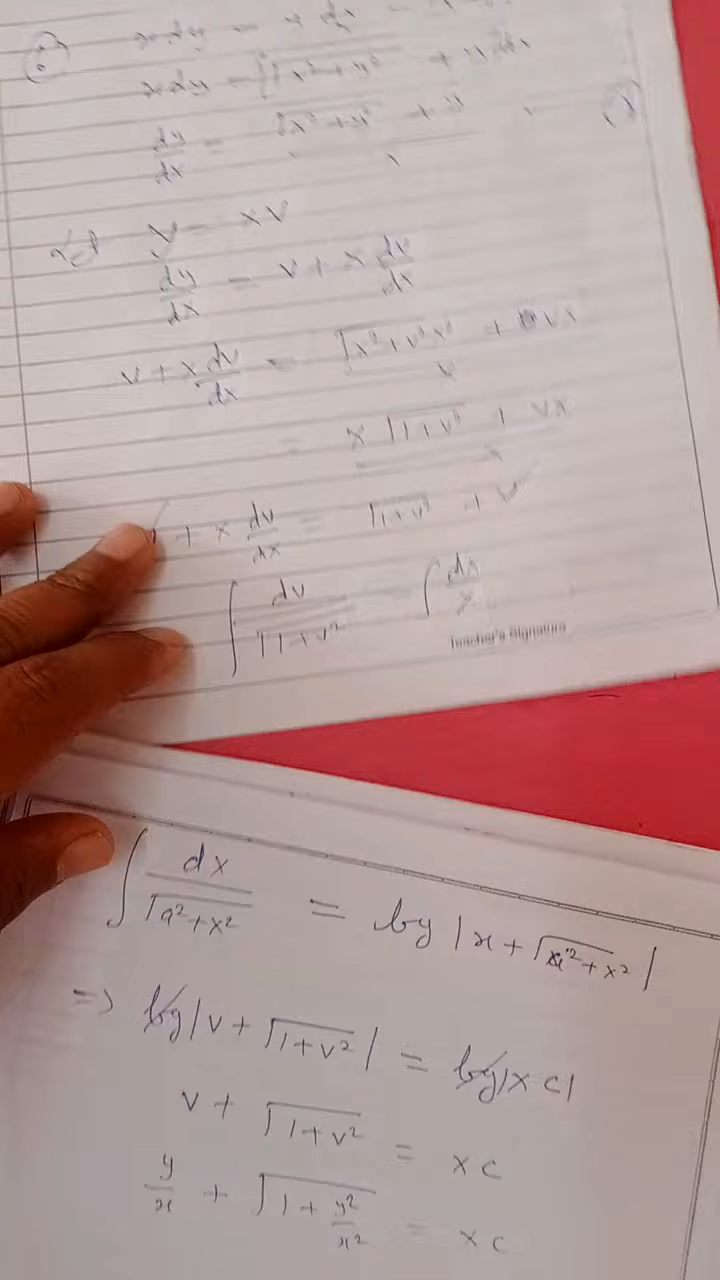 x dy = √x²+y² + y dx
dy/dx = √x²+y² + y / x
y = xv
dy/dx = v + x dv/dx
v + x dv/dx = √x²+v²x² + vx / x
= x √1+v² + vx / x
+ x dv/dx = √1+v² + v
∫ dv/√1+v² = ∫ dx/x
Teacher's Signature
∫ dx/√a²+x² = log |x + √a²+x²|
=> log |v + √1+v²| = log |x c|
v + √1+v² = xc
y/x + √1 + y²/x² = xc